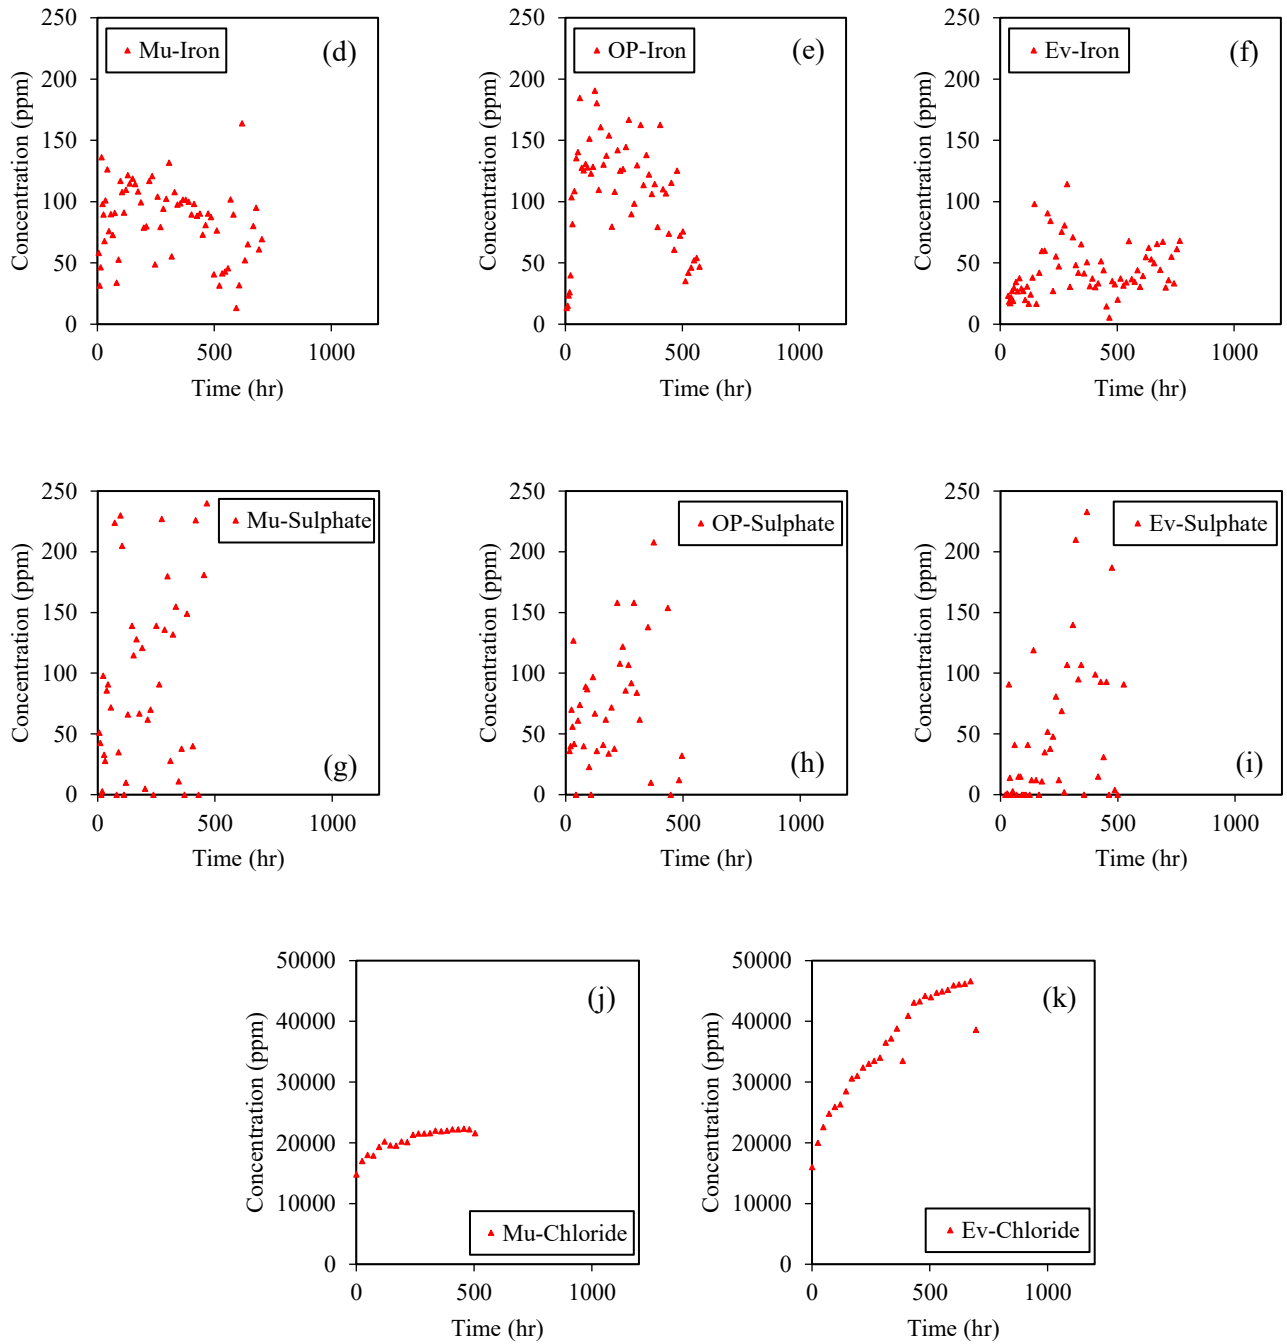 250
200
150
100
50
0
Concentration (ppm)
Mu-Iron
(d)
0 500 1000
Time (hr)
250
200
150
100
50
0
Concentration (ppm)
OP-Iron
(e)
0 500 1000
Time (hr)
250
200
150
100
50
0
Concentration (ppm)
Ev-Iron
(f)
0 500 1000
Time (hr)
250
200
150
100
50
0
Concentration (ppm)
Mu-Sulphate
(g)
0 500 1000
Time (hr)
250
200
150
100
50
0
Concentration (ppm)
OP-Sulphate
(h)
0 500 1000
Time (hr)
250
200
150
100
50
0
Concentration (ppm)
Ev-Sulphate
(i)
0 500 1000
Time (hr)
50000
40000
30000
20000
10000
0
Concentration (ppm)
(j)
Mu-Chloride
0 500 1000
Time (hr)
50000
40000
30000
20000
10000
0
Concentration (ppm)
(k)
Ev-Chloride
0 500 1000
Time (hr)